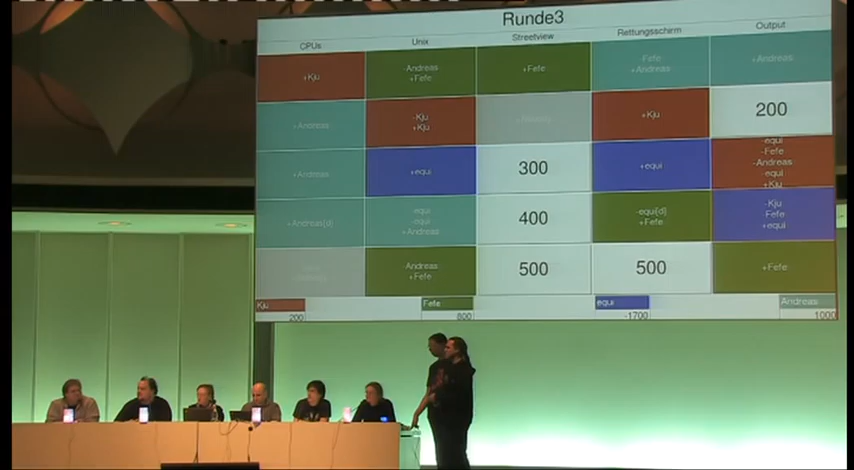 Runde3
CPUs Unix Streetview Rettungsschirm Output
+Kju
-Andreas
+Fefe
+Fefe
Fefe
+Andreas
+Andreas
+Andreas
-Kju
+Kju
+Kju
200
+Andreas
+equi
300
+equi
-equi
-Fefe
-Andreas
equi
+Kju
+Andreas[d]
equi
-equi
+Andreas
400
-equi[d]
+Fefe
-Kju
Fefe
+equi
-Andreas
+Fefe
500
500
+Fefe
Kju Fefe equi Andreas
200 800 -1700 1000